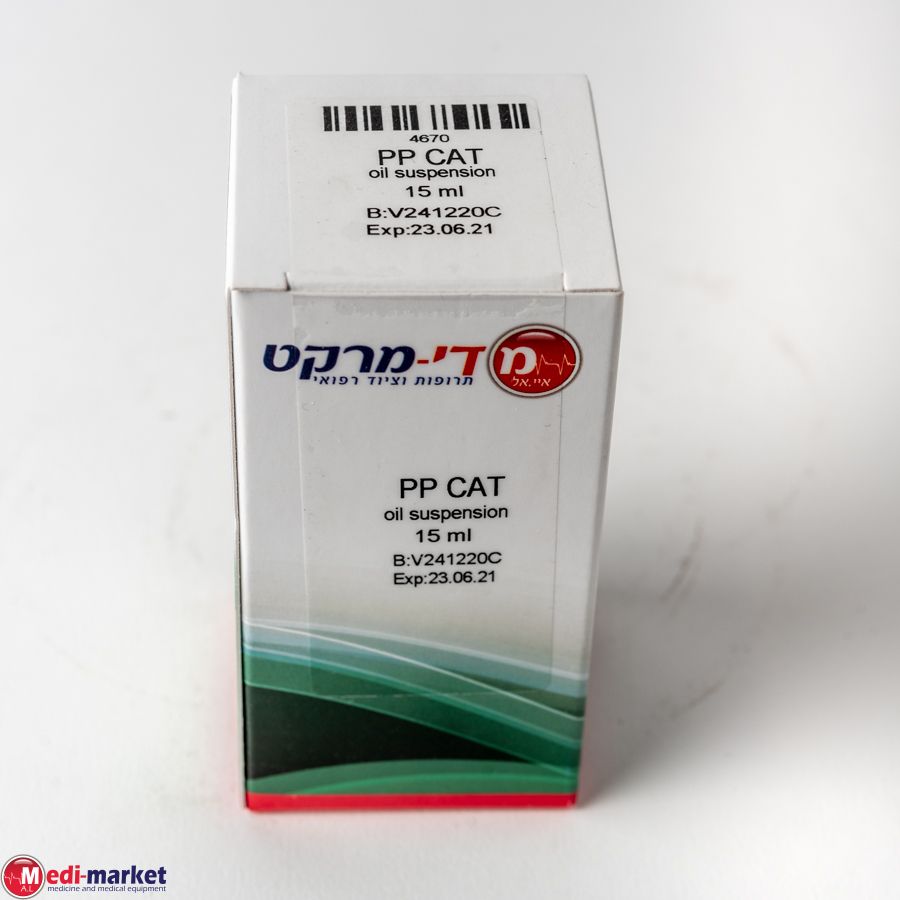 4670
PP CAT
oil suspension
15 ml
B:V241220C
Exp:23.06.21
מדי-מרקט
תרופות וציוד רפואי
איי.אל
PP CAT
oil suspension
15 ml
B:V241220C
Exp:23.06.21
Medi-market
A.L
medicine and medical equipment